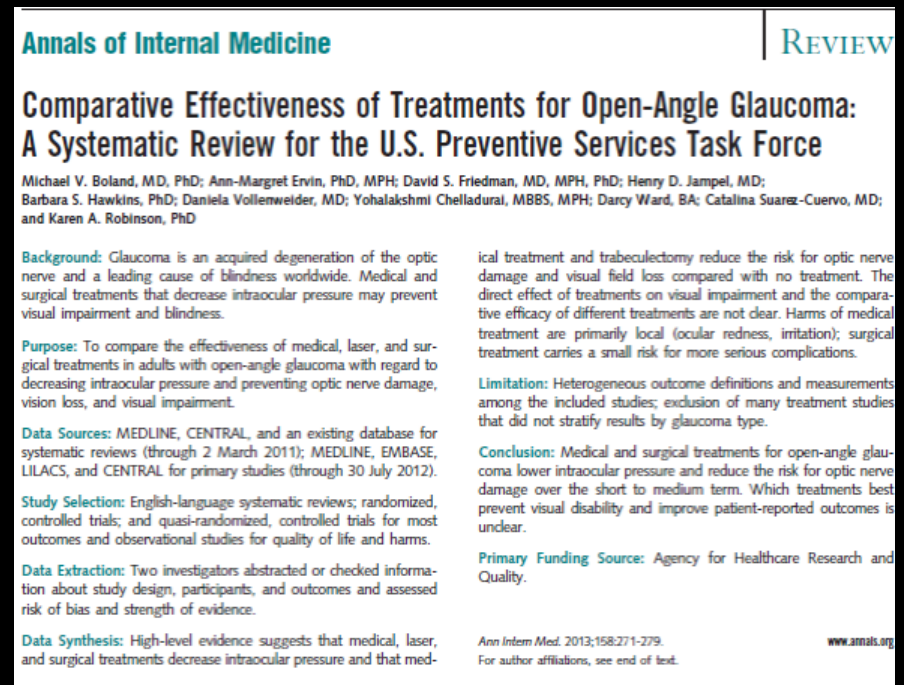 Annals of Internal Medicine
REVIEW
Comparative Effectiveness of Treatments for Open-Angle Glaucoma:
A Systematic Review for the U.S. Preventive Services Task Force
Michael V. Boland, MD, PhD; Ann-Margret Ervin, PhD, MPH; David S. Friedman, MD, MPH, PhD; Henry D. Jampel, MD;
Barbara S. Hawkins, PhD; Daniela Vollenweider, MD; Yohalakshmi Chelladurai, MBBS, MPH; Darcy Ward, BA; Catalina Suarez-Cuervo, MD;
and Karen A. Robinson, PhD
Background: Glaucoma is an acquired degeneration of the optic
nerve and a leading cause of blindness worldwide. Medical and
surgical treatments that decrease intraocular pressure may prevent
visual impairment and blindness.
Purpose: To compare the effectiveness of medical, laser, and sur-
gical treatments in adults with open-angle glaucoma with regard to
decreasing intraocular pressure and preventing optic nerve damage,
vision loss, and visual impairment.
Data Sources: MEDLINE, CENTRAL, and an existing database for
systematic reviews (through 2 March 2011); MEDLINE, EMBASE,
LILACS, and CENTRAL for primary studies (through 30 July 2012).
Study Selection: English-language systematic reviews; randomized,
controlled trials; and quasi-randomized, controlled trials for most
outcomes and observational studies for quality of life and harms.
Data Extraction: Two investigators abstracted or checked informa-
tion about study design, participants, and outcomes and assessed
risk of bias and strength of evidence.
Data Synthesis: High-level evidence suggests that medical, laser,
and surgical treatments decrease intraocular pressure and that med-
ical treatment and trabeculectomy reduce the risk for optic nerve
damage and visual field loss compared with no treatment. The
direct effect of treatments on visual impairment and the compara-
tive efficacy of different treatments are not clear. Harms of medical
treatment are primarily local (ocular redness, irritation); surgical
treatment carries a small risk for more serious complications.
Limitation: Heterogeneous outcome definitions and measurements
among the included studies; exclusion of many treatment studies
that did not stratify results by glaucoma type.
Conclusion: Medical and surgical treatments for open-angle glau-
coma lower intraocular pressure and reduce the risk for optic nerve
damage over the short to medium term. Which treatments best
prevent visual disability and improve patient-reported outcomes is
unclear.
Primary Funding Source: Agency for Healthcare Research and
Quality.
Ann Intern Med. 2013;158:271-279.
www.annals.org
For author affiliations, see end of text.